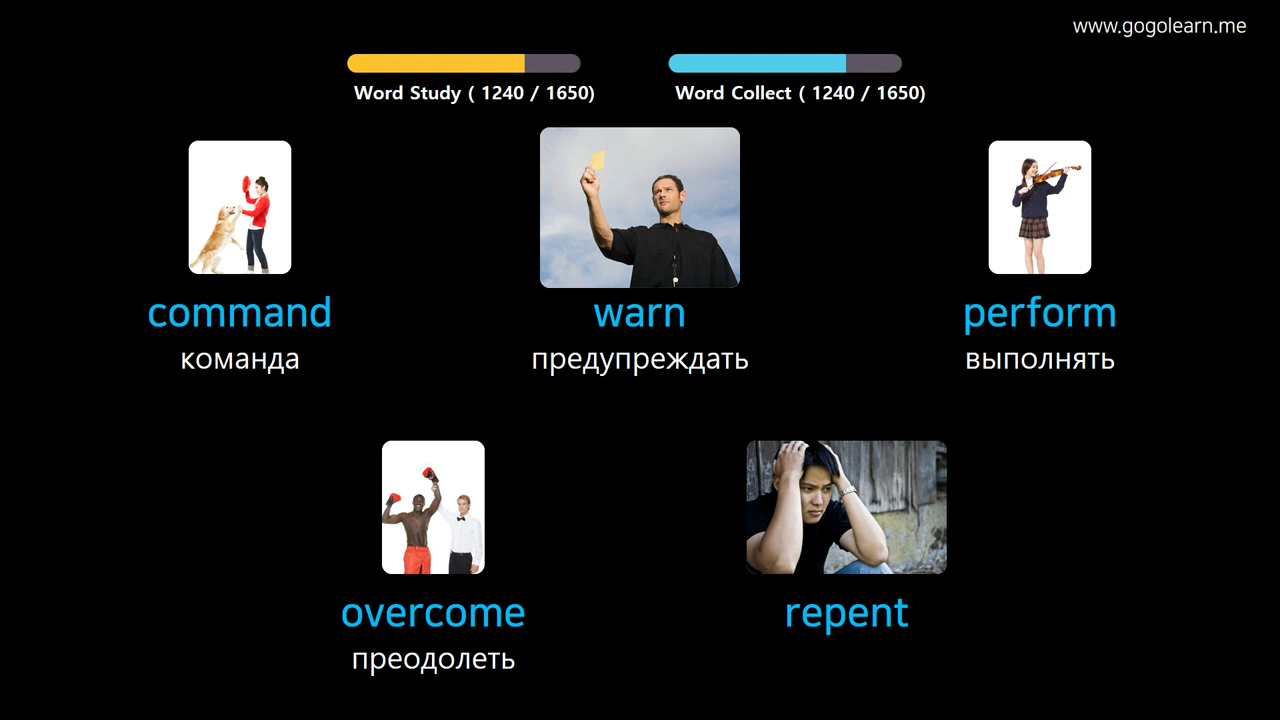 www.gogolearn.me
Word Study ( 1240 / 1650)
Word Collect ( 1240 / 1650)
command
команда
warn
предупреждать
perform
выполнять
overcome
преодолеть
repent